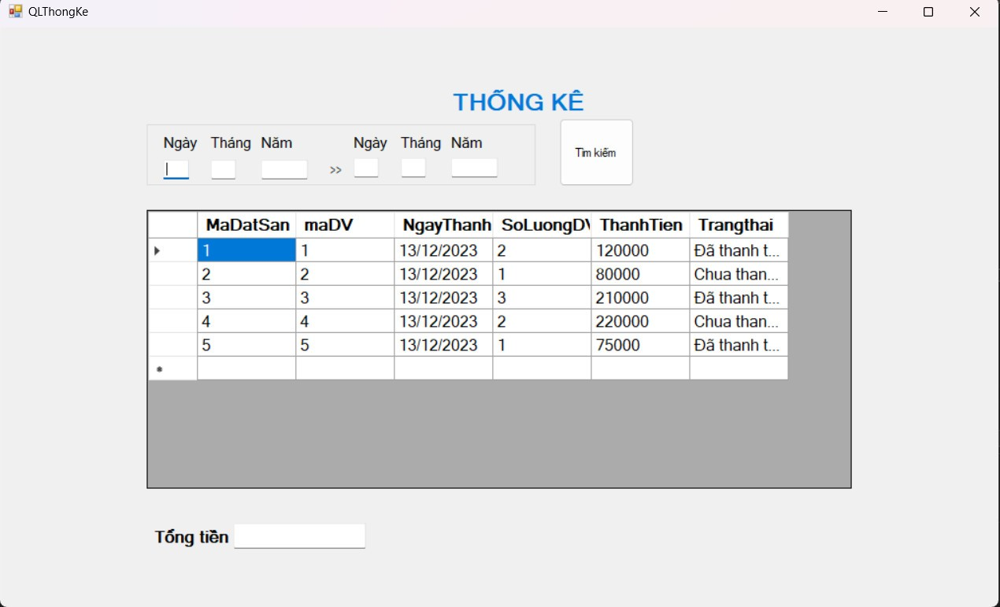 QLThongKe
THỐNG KÊ
Ngày Tháng Năm Ngày Tháng Năm
>>
Tìm kiếm
MaDatSan maDV NgayThanh SoLuongDV ThanhTien Trangthai
1 1 13/12/2023 2 120000 Đã thanh t...
2 2 13/12/2023 1 80000 Chua than...
3 3 13/12/2023 3 210000 Đã thanh t...
4 4 13/12/2023 2 220000 Chua than...
5 5 13/12/2023 1 75000 Đã thanh t...
Tổng tiền